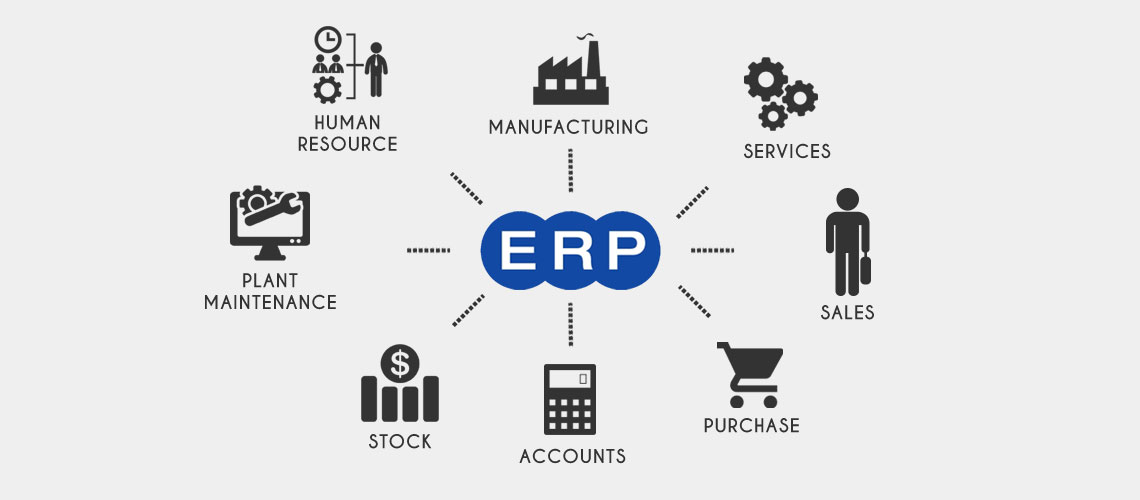 HUMAN
RESOURCE
MANUFACTURING
SERVICES
PLANT
MAINTENANCE
ERP
SALES
$
STOCK
ACCOUNTS
PURCHASE